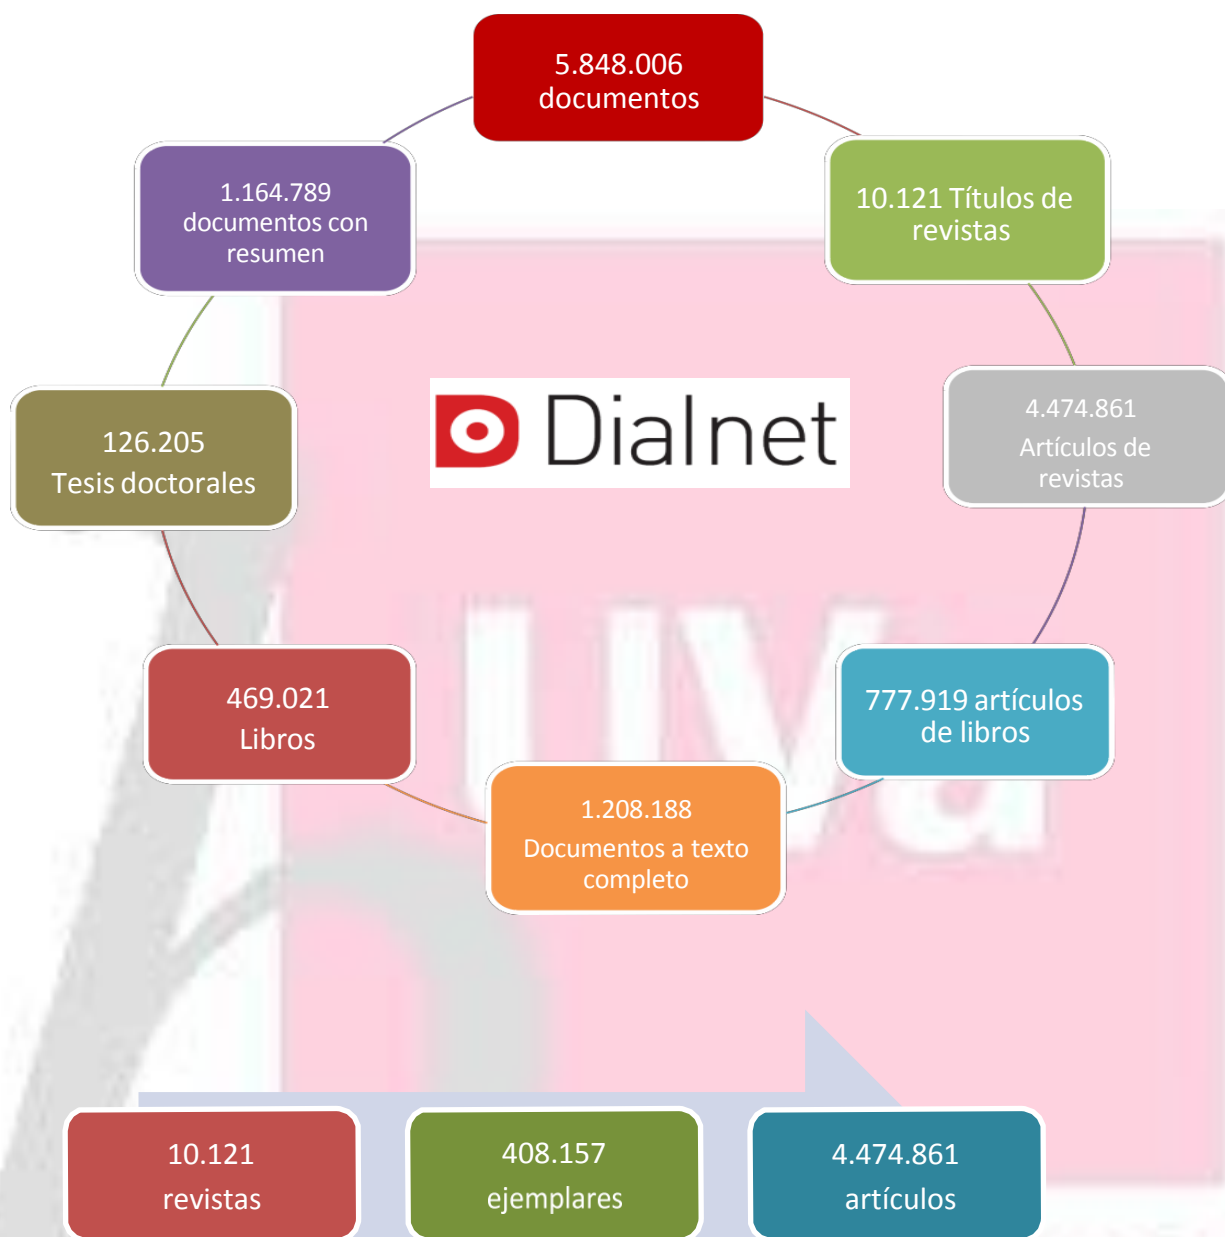 5.848.006
documentos
1.164.789
documentos con
resumen
10.121 Títulos de
revistas
126.205
Tesis doctorales
Dialnet
4.474.861
Artículos de
revistas
UVa
469.021
Libros
777.919 artículos
de libros
1.208.188
Documentos a texto
completo
10.121
revistas
408.157
ejemplares
4.474.861
artículos